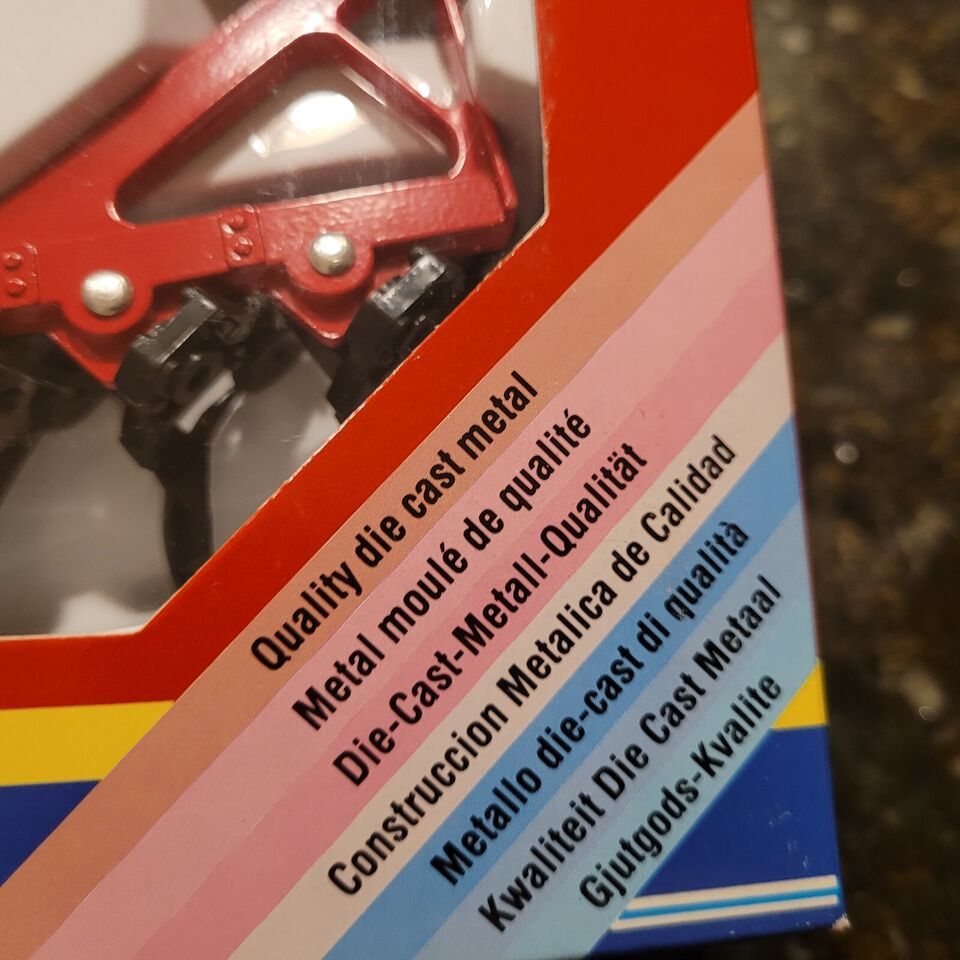 Quality die cast metal
Metal moulé de qualité
Die-Cast-Metall-Qualität
Construccion Metalica de Calidad
Metallo die-cast di qualità
Kwaliteit Die Cast Metaal
Gjutgods-Kvalite